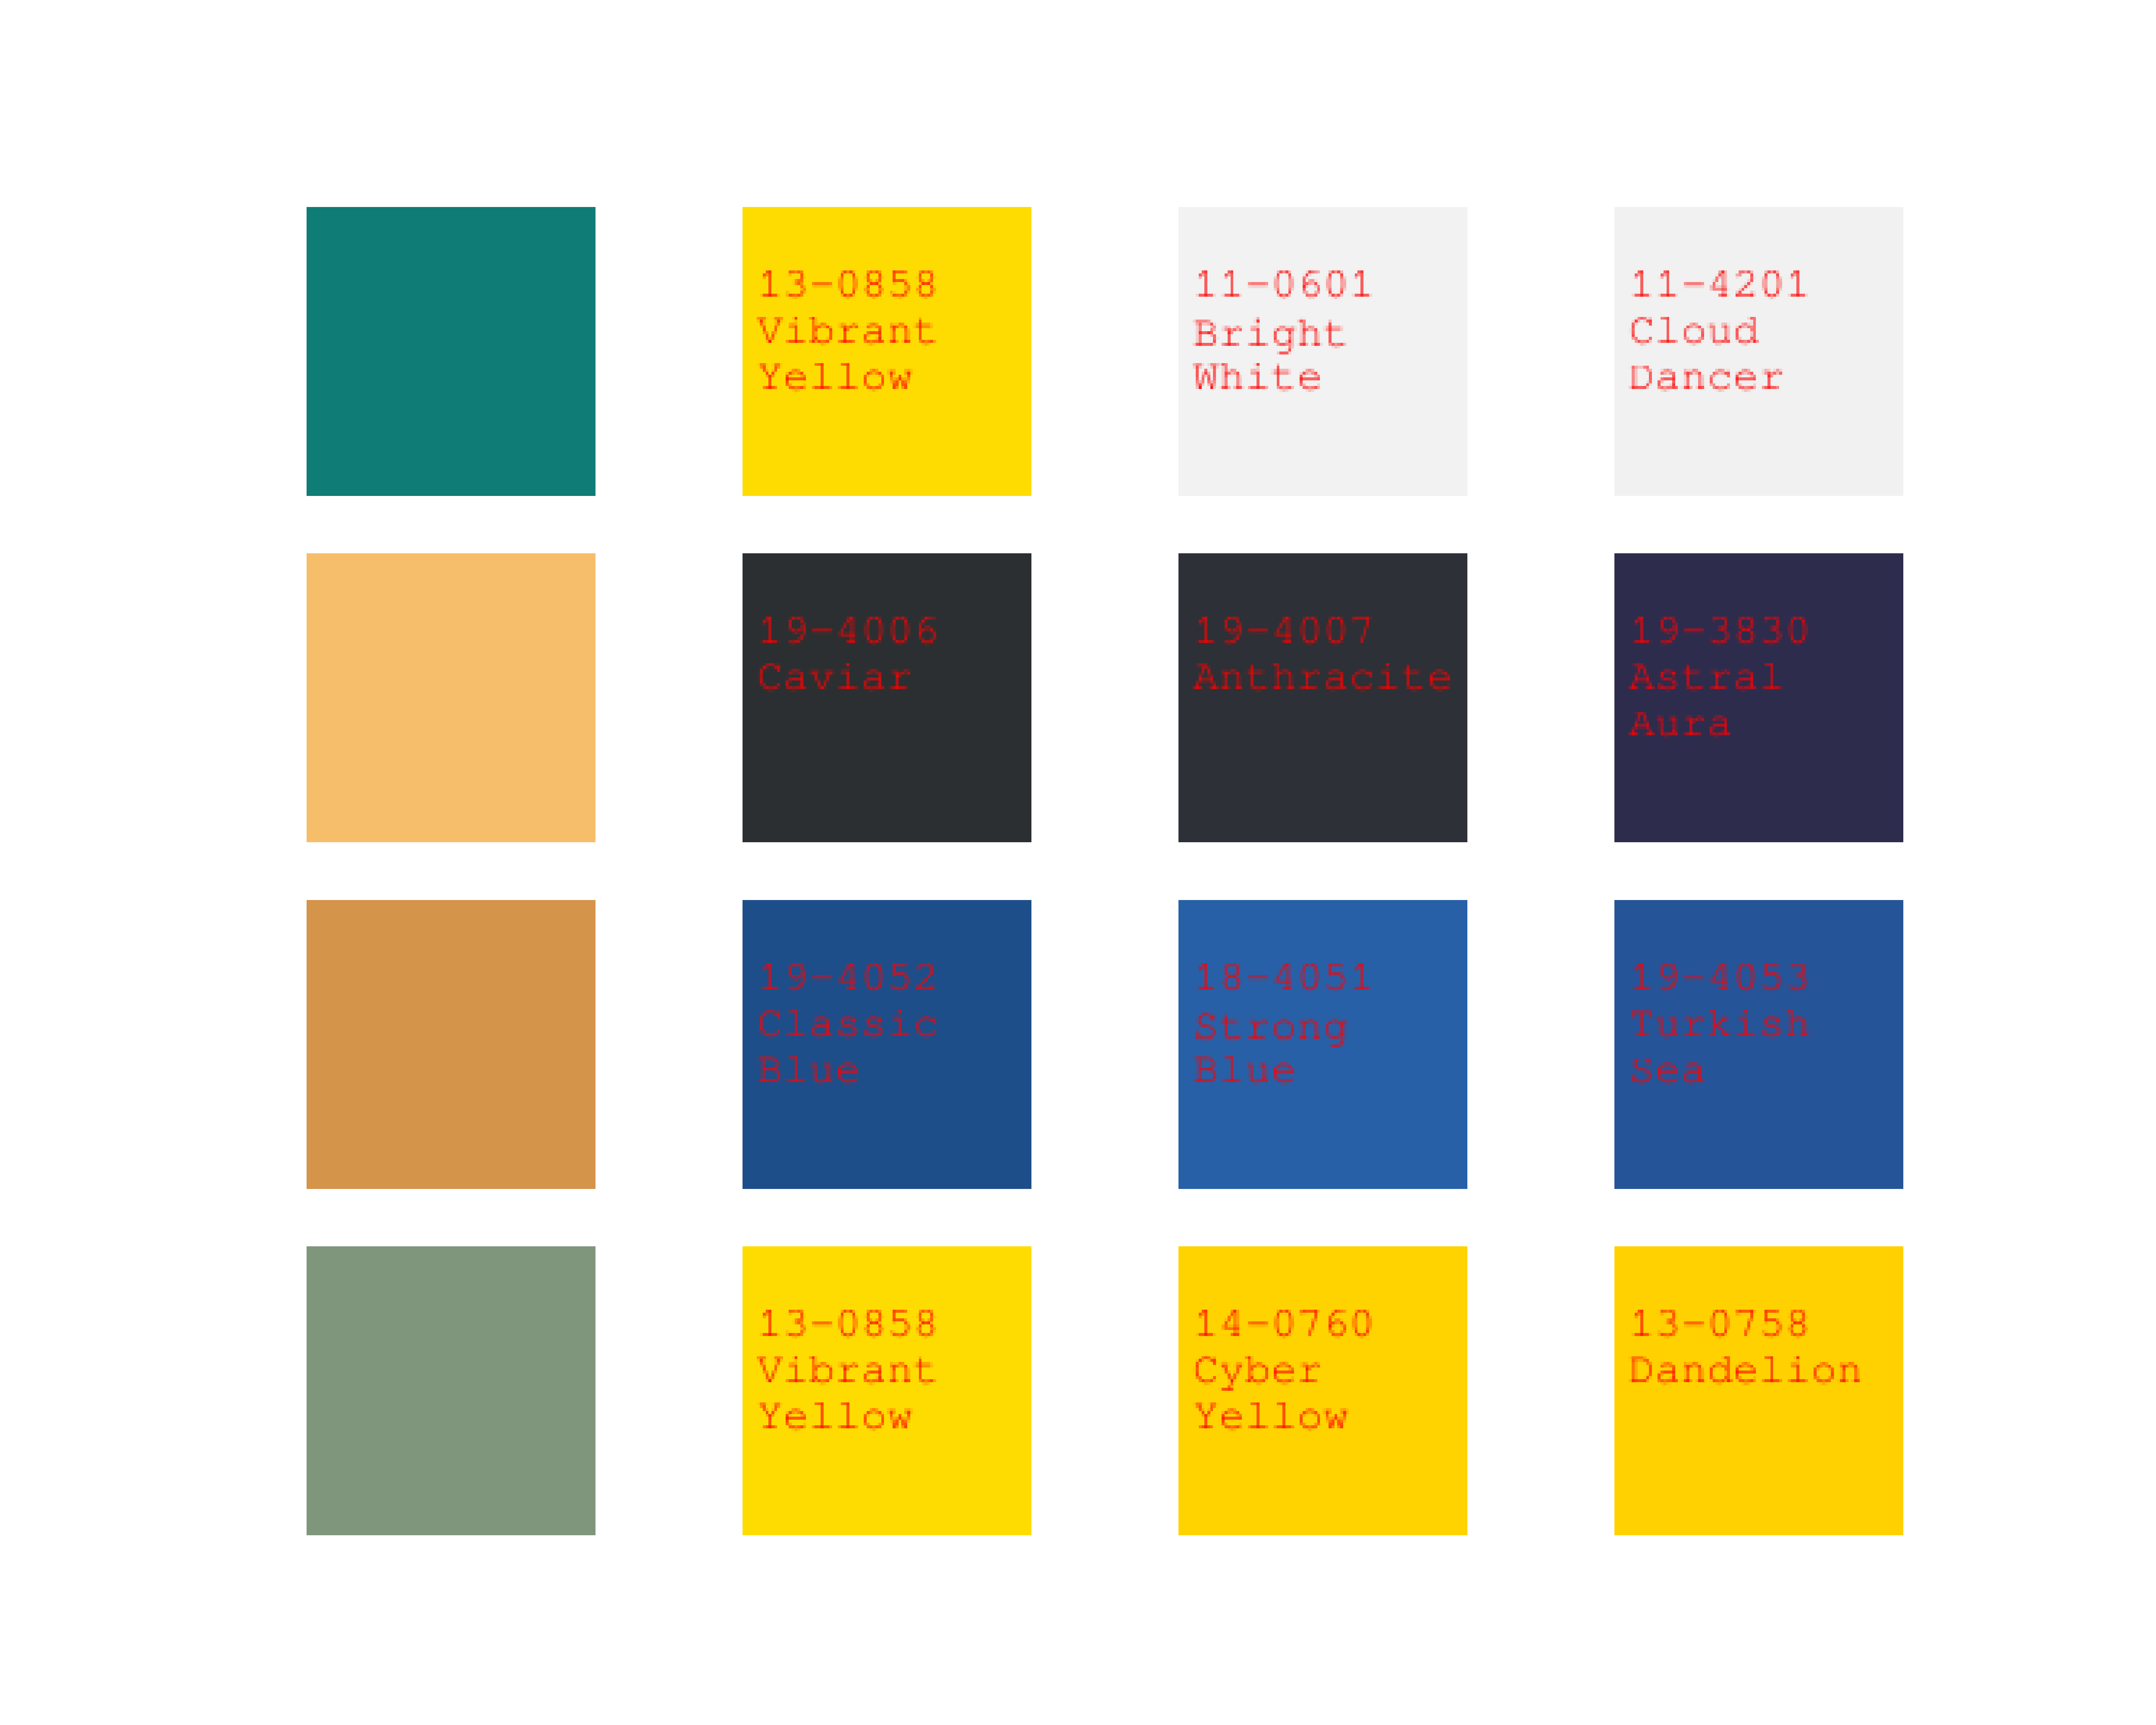 13-0858
Vibrant
Yellow
11-0601
Bright
White
11-4201
Cloud
Dancer
19-4006
Caviar
19-4007
Anthracite
19-3830
Astral
Aura
19-4052
Classic
Blue
18-4051
Strong
Blue
19-4053
Turkish
Sea
13-0858
Vibrant
Yellow
14-0760
Cyber
Yellow
13-0758
Dandelion